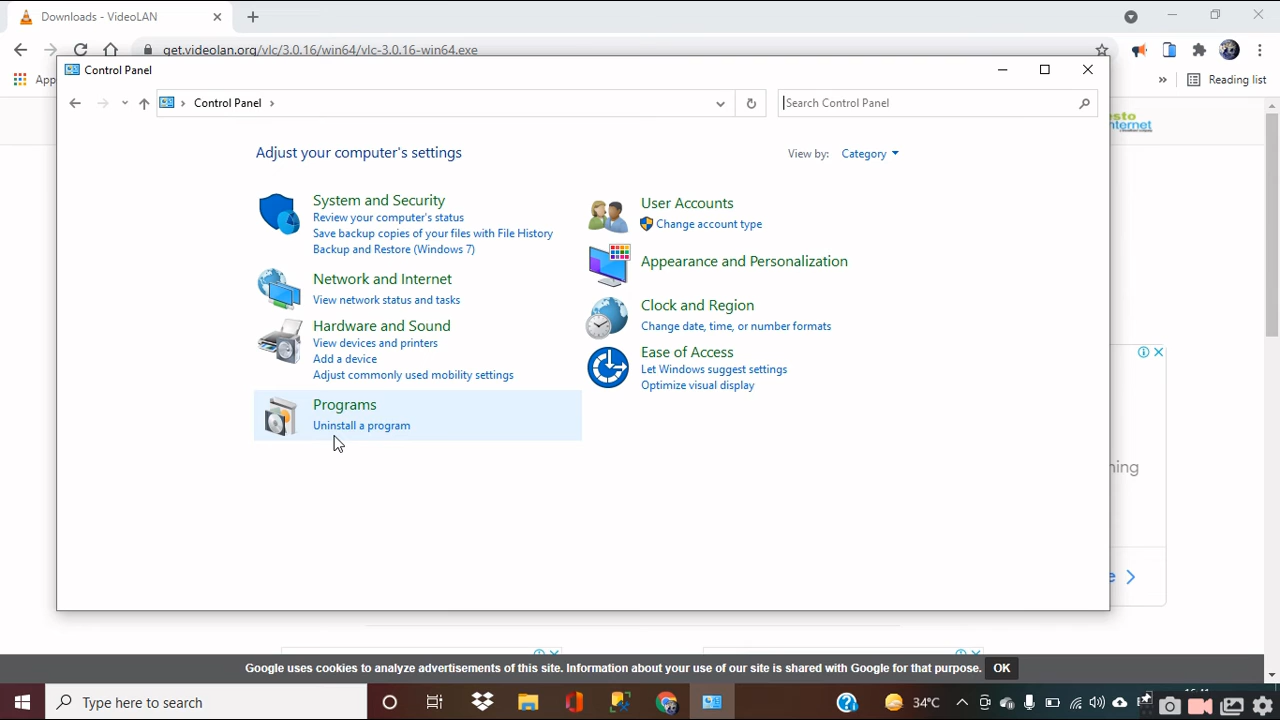 Downloads - VideoLAN
get.videolan.org/vlc/3.0.16/win64/vlc-3.0.16-win64.exe
App
Reading list
Control Panel
Control Panel
Search Control Panel
Adjust your computer's settings
View by: Category
System and Security
Review your computer's status
Save backup copies of your files with File History
Backup and Restore (Windows 7)
Network and Internet
View network status and tasks
Hardware and Sound
View devices and printers
Add a device
Adjust commonly used mobility settings
Programs
Uninstall a program
User Accounts
Change account type
Appearance and Personalization
Clock and Region
Change date, time, or number formats
Ease of Access
Let Windows suggest settings
Optimize visual display
esto
nternet
ning
e
Google uses cookies to analyze advertisements of this site. Information about your use of our site is shared with Google for that purpose. OK
Type here to search
34°C